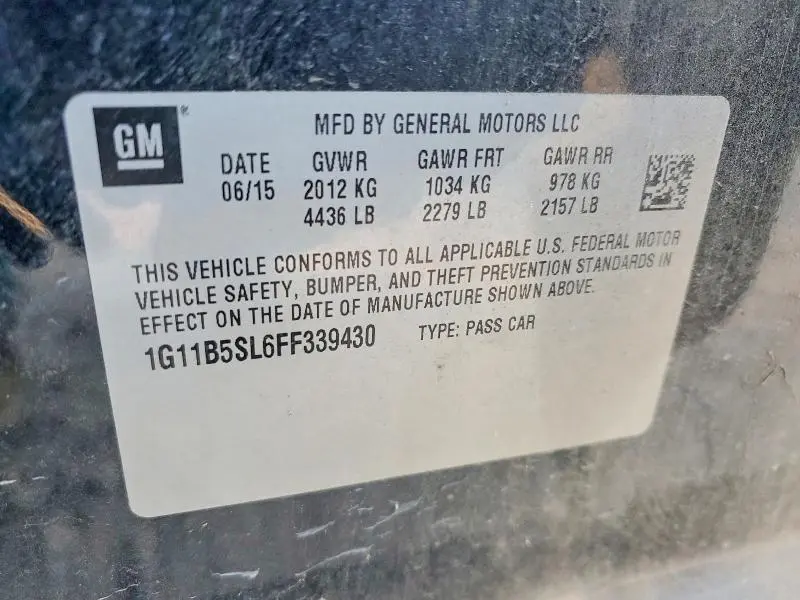 GM®
MFD BY GENERAL MOTORS LLC
DATE GVWR GAWR FRT GAWR RR
06/15 2012 KG 1034 KG 978 KG
4436 LB 2279 LB 2157 LB
THIS VEHICLE CONFORMS TO ALL APPLICABLE U.S. FEDERAL MOTOR
VEHICLE SAFETY, BUMPER, AND THEFT PREVENTION STANDARDS IN
EFFECT ON THE DATE OF MANUFACTURE SHOWN ABOVE.
1G11B5SL6FF339430 TYPE: PASS CAR